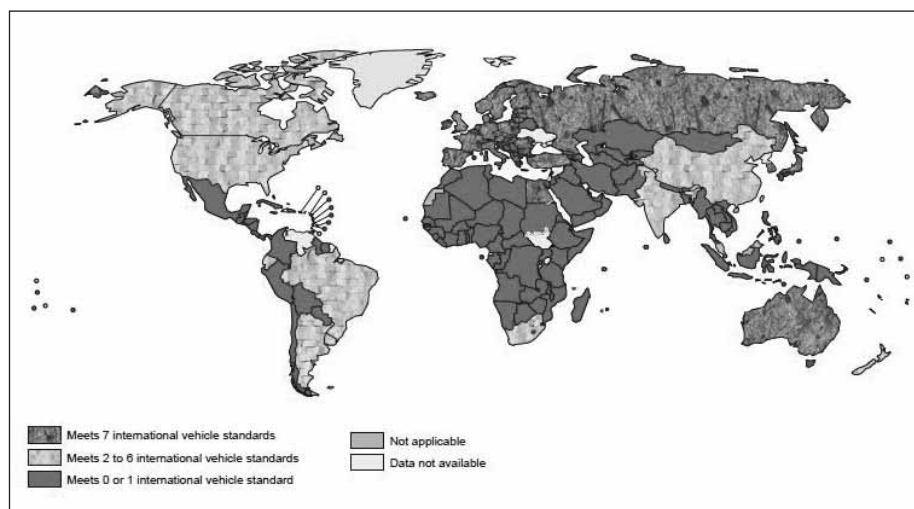 Meets 7 international vehicle standards
Meets 2 to 6 international vehicle standards
Meets 0 or 1 international vehicle standard
Not applicable
Data not available